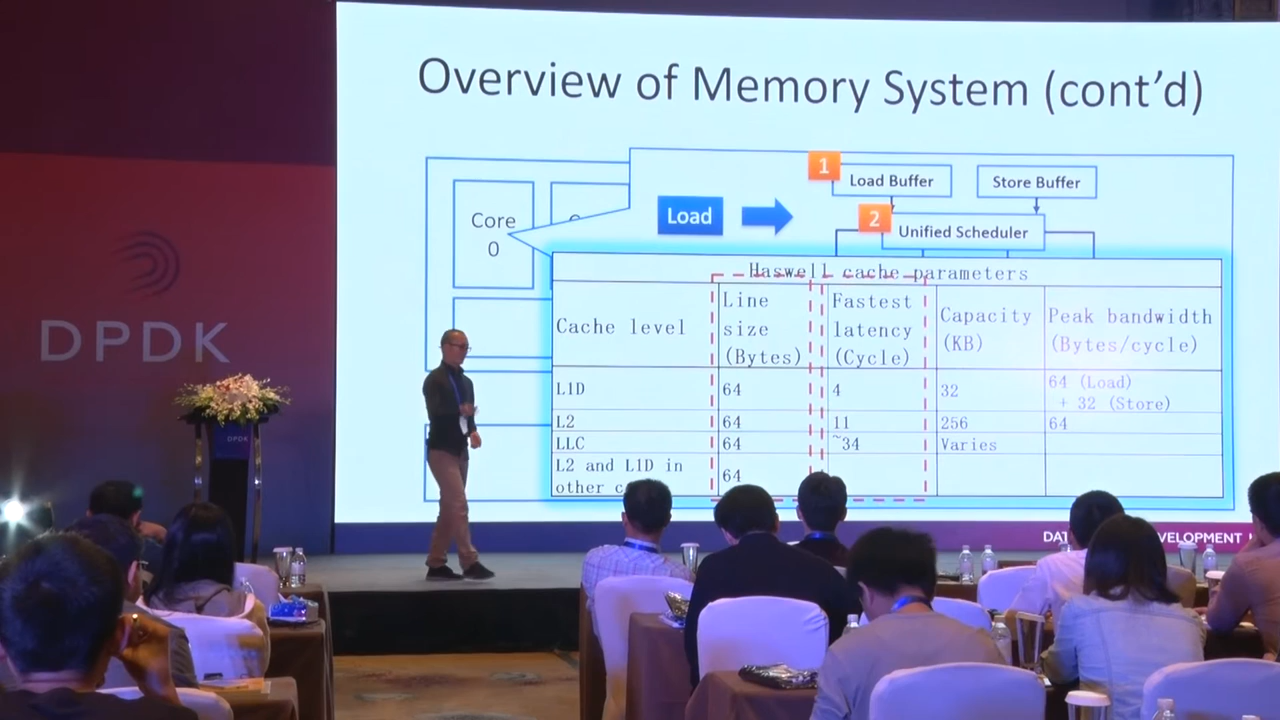 Overview of Memory System (cont'd)
1
Load Buffer
Store Buffer
Core
0
Load
2
Unified Scheduler
Haswell cache parameters
Cache level
Line
size
(Bytes)
Fastest
latency
(Cycle)
Capacity
(KB)
Peak bandwidth
(Bytes/cycle)
L1D
64
4
32
64 (Load)
+ 32 (Store)
L2
64
11
256
64
LLC
64
~34
Varies
L2 and L1D in
other
64
DPDK
DPDK